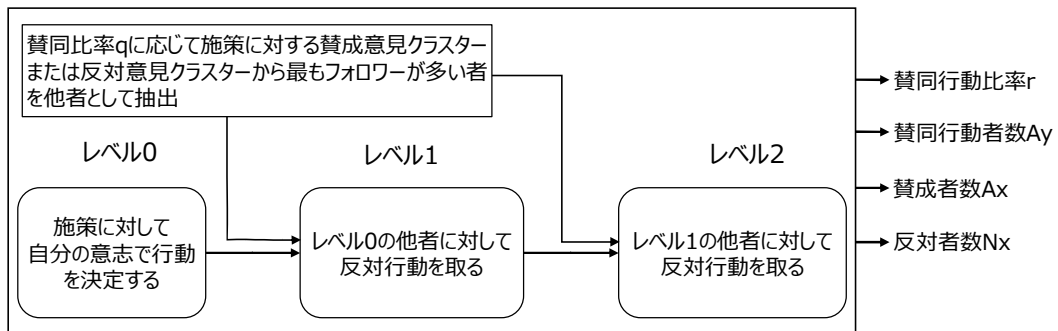 賛同比率qに応じて施策に対する賛成意見クラスター
または反対意見クラスターから最もフォロワーが多い者
を他者として抽出
レベル0
レベル1
レベル2
施策に対して
自分の意志で行動
を決定する
レベル0の他者に対して
反対行動を取る
レベル1の他者に対して
反対行動を取る
賛同行動比率r
賛同行動者数Ay
賛成者数Ax
反対者数Nx